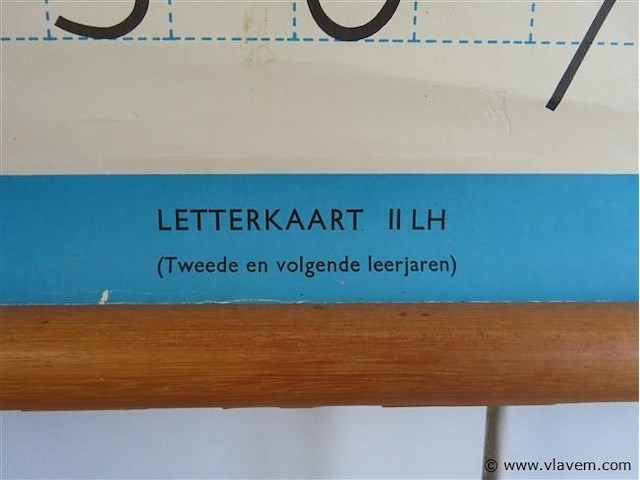 LETTERKAART II LH
(Tweede en volgende leerjaren)
© www.vlavem.com